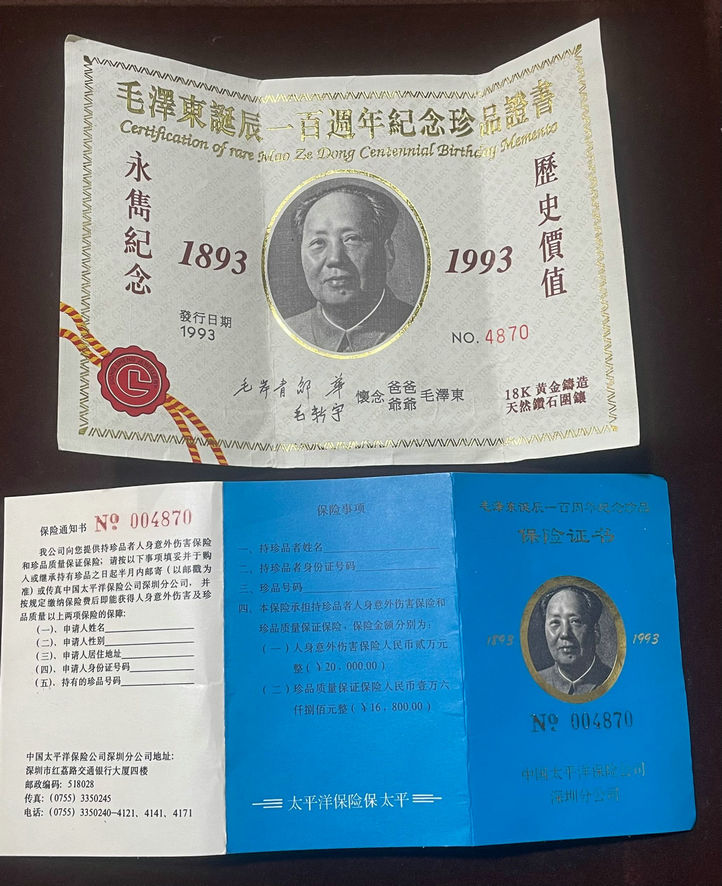 毛澤東誕辰一百週年紀念珍品證書
Certification of rare Mao Ze Dong Centennial Birthday Memento
永雋紀念
歷史價值
1893
1993
發行日期
1993
NO. 4870
毛岸青 邵華
毛新宇
懷念
爸爸
爺爺
毛澤東
18K 黃金鑄造
天然鑽石圍鑲
保险通知书 № 004870
我公司向您提供持珍品者人身意外伤害保险
和珍品质量保证保险;请按以下事项填妥并于购
入或继承持有珍品之日起半月内邮寄(以邮戳为
准)或传真中国太平洋保险公司深圳分公司,并
按规定缴纳保险费后即能获得人身意外伤害及珍
品质量以上两项保险的保障:
(一)、申请人姓名
(二)、申请人性别
(三)、申请人居住地址
(四)、申请人身份证号码
(五)、持有的珍品号码
中国太平洋保险公司深圳分公司地址:
深圳市红荔路交通银行大厦四楼
邮政编码: 518028
传真: (0755) 3350245
电话: (0755) 3350240-4121、4141、4171
保险事项
一、持珍品者姓名
二、持珍品者身份证号码
三、珍品号码
四、本保险承担持珍品者人身意外伤害保险和
珍品质量保证保险,保险金额分别为:
(一)人身意外伤害保险人民币贰万元
整(¥20,000.00)
(二)珍品质量保证保险人民币壹万六
仟捌佰元整(¥16,800.00)
太平洋保险保太平
毛泽东诞辰一百周年纪念珍品
保险证书
1893
1993
№ 004870
中国太平洋保险公司
深圳分公司